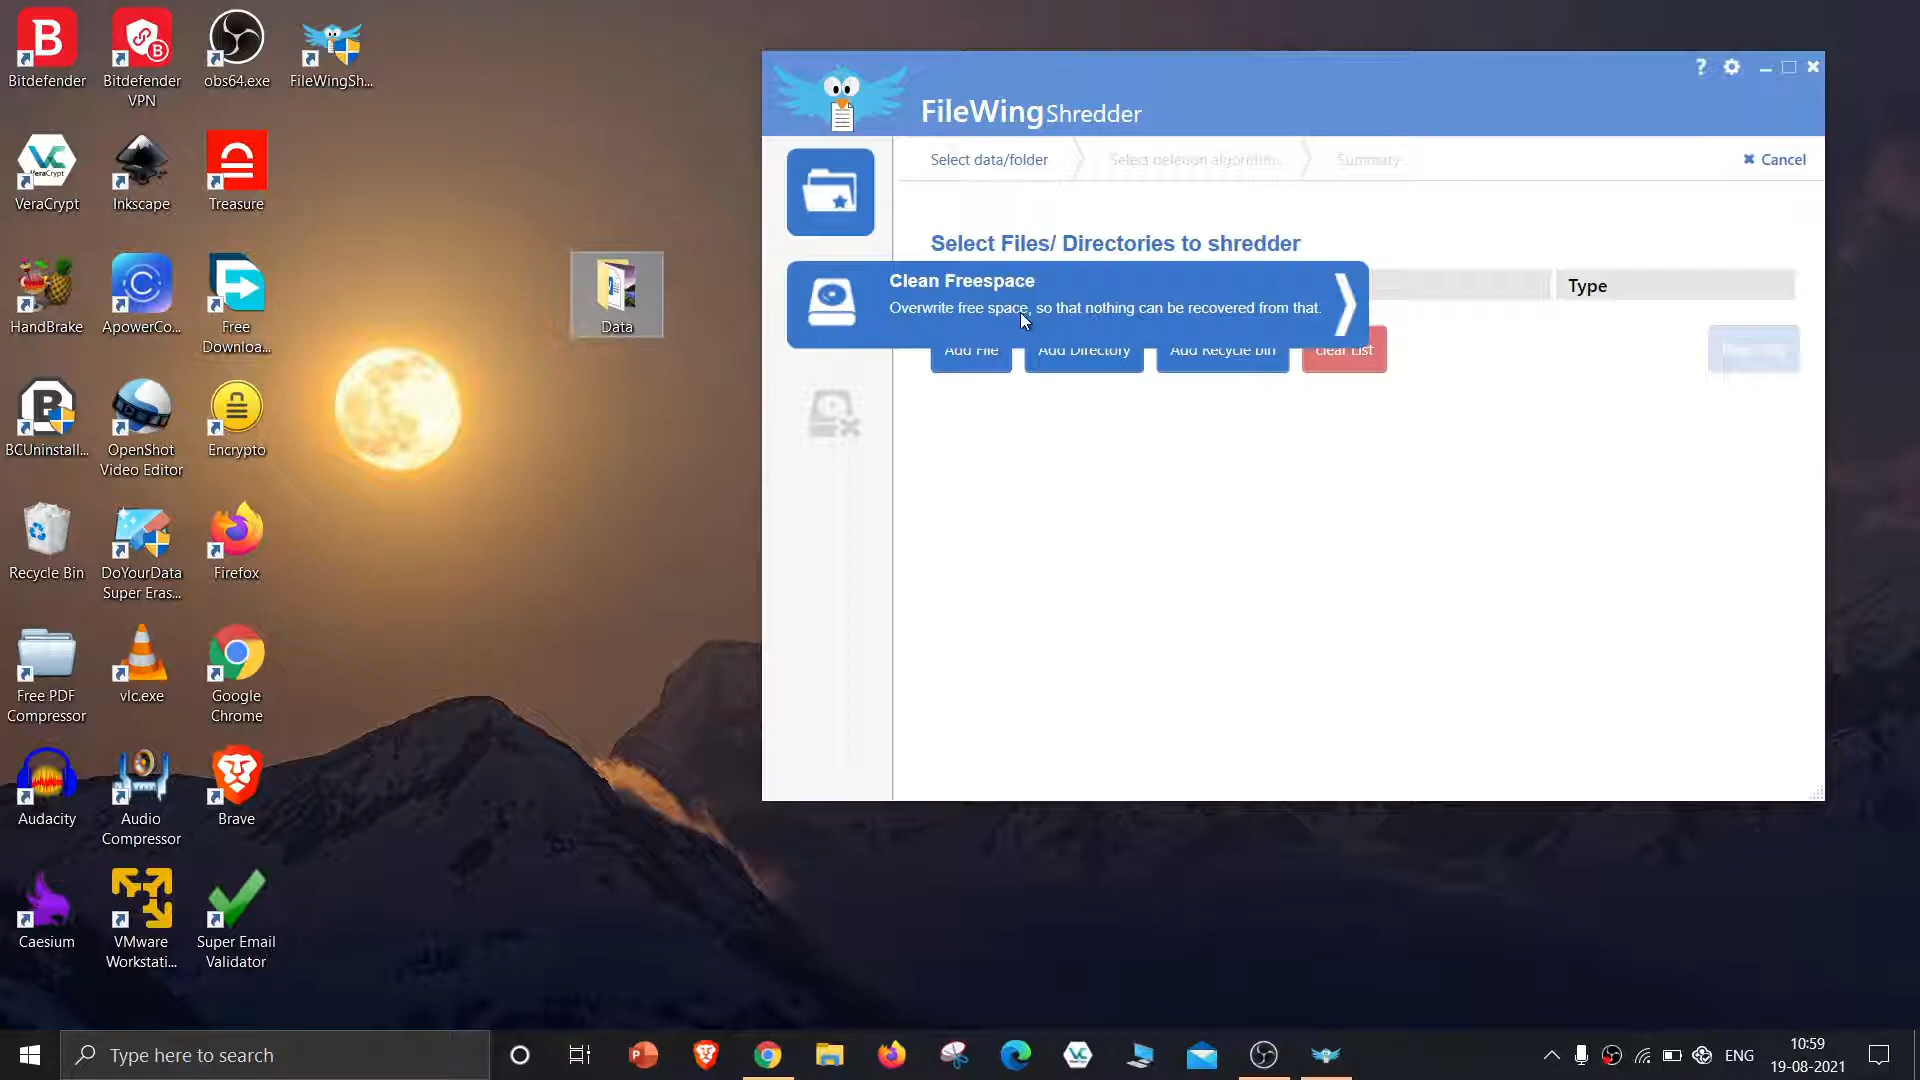 Bitdefender
Bitdefender
VPN
obs64.exe
FileWingSh...
VeraCrypt
VeraCrypt
Inkscape
Treasure
HandBrake
ApowerCo...
Free
Downloa...
BCUninstall...
OpenShot
Video Editor
Encrypto
Recycle Bin
DoYourData
Super Eras...
Firefox
Free PDF
Compressor
vlc.exe
Google
Chrome
Audacity
Audio
Compressor
Brave
Caesium
VMware
Workstati...
Super Email
Validator
Data
FileWing Shredder
Select data/folder
Select deletion algorithm
Summary
Cancel
Select Files/ Directories to shredder
Type
Clean Freespace
Overwrite free space, so that nothing can be recovered from that.
Add File
Add Directory
Add Recycle bin
clear List
Type here to search
ENG
10:59
19-08-2021